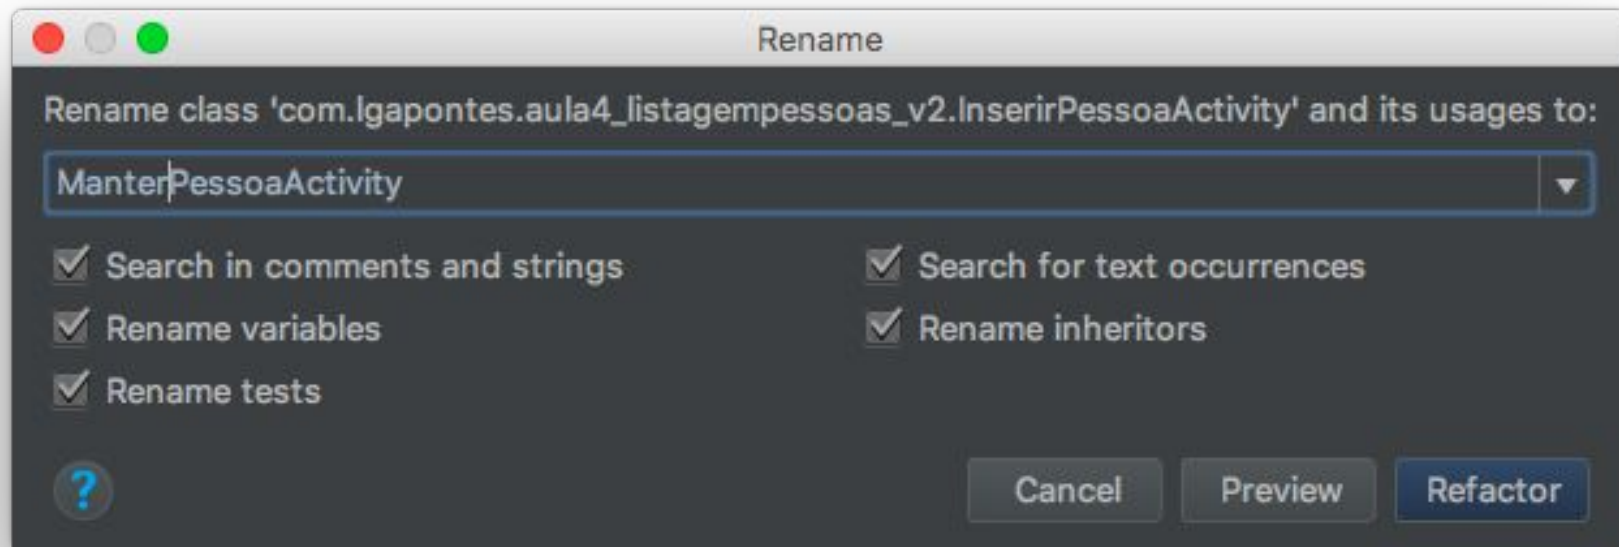 Rename
Rename class 'com.lgapontes.aula4_listagempessoas_v2.InserirPessoaActivity' and its usages to:
ManterPessoaActivity
Search in comments and strings
Search for text occurrences
Rename variables
Rename inheritors
Rename tests
?
Cancel
Preview
Refactor